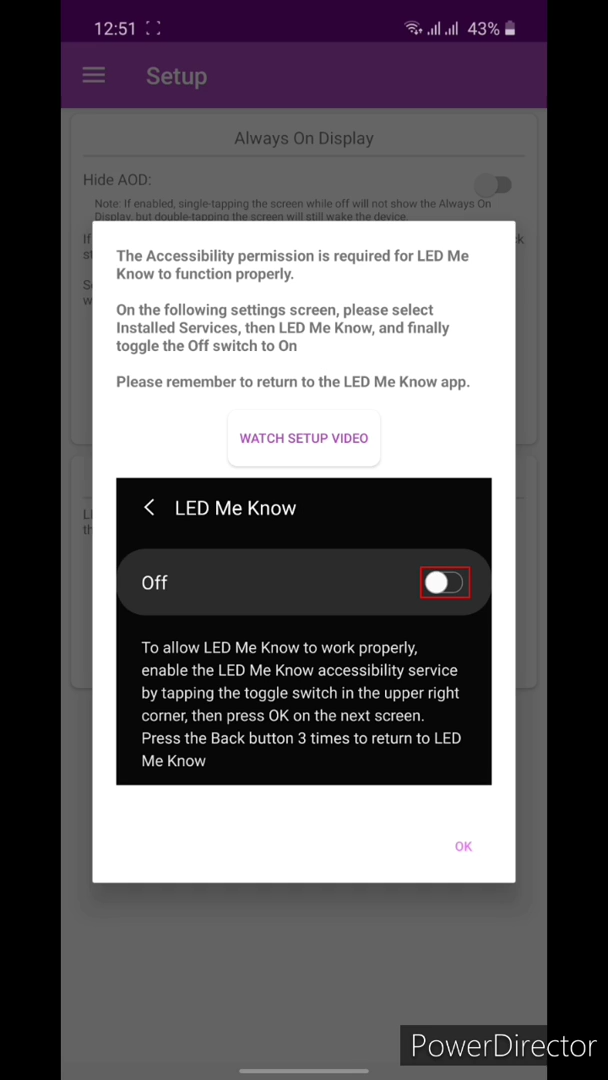 12:51
43%
Setup
Always On Display
Hide AOD:
Note: If enabled, single-tapping the screen while off will not show the Always On
Display, but double-tapping the screen will still wake the device.
The Accessibility permission is required for LED Me
Know to function properly.
On the following settings screen, please select
Installed Services, then LED Me Know, and finally
toggle the Off switch to On
Please remember to return to the LED Me Know app.
WATCH SETUP VIDEO
LED Me Know
Off
To allow LED Me Know to work properly,
enable the LED Me Know accessibility service
by tapping the toggle switch in the upper right
corner, then press OK on the next screen.
Press the Back button 3 times to return to LED
Me Know
OK
PowerDirector